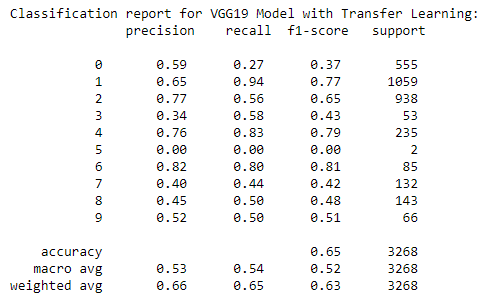 Classification report for VGG19 Model with Transfer Learning:
precision recall f1-score support
0 0.59 0.27 0.37 555
1 0.65 0.94 0.77 1059
2 0.77 0.56 0.65 938
3 0.34 0.58 0.43 53
4 0.76 0.83 0.79 235
5 0.00 0.00 0.00 2
6 0.82 0.80 0.81 85
7 0.40 0.44 0.42 132
8 0.45 0.50 0.48 143
9 0.52 0.50 0.51 66
accuracy 0.65 3268
macro avg 0.53 0.54 0.52 3268
weighted avg 0.66 0.65 0.63 3268